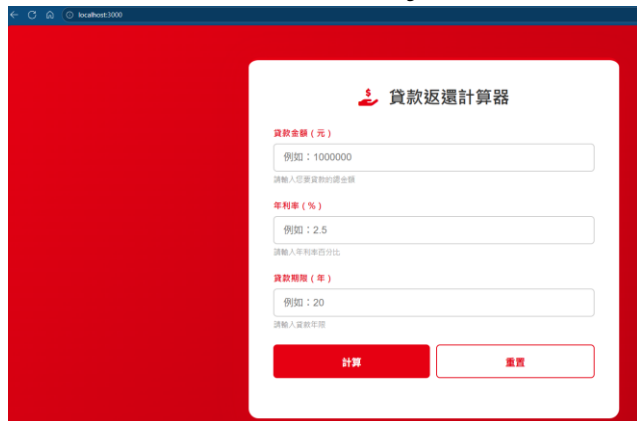 localhost:3000
貸款返還計算器
貸款金額（元）
例如：1000000
請輸入您要貸款的總金額
年利率（%）
例如：2.5
請輸入年利率百分比
貸款期限（年）
例如：20
請輸入貸款年限
計算
重置